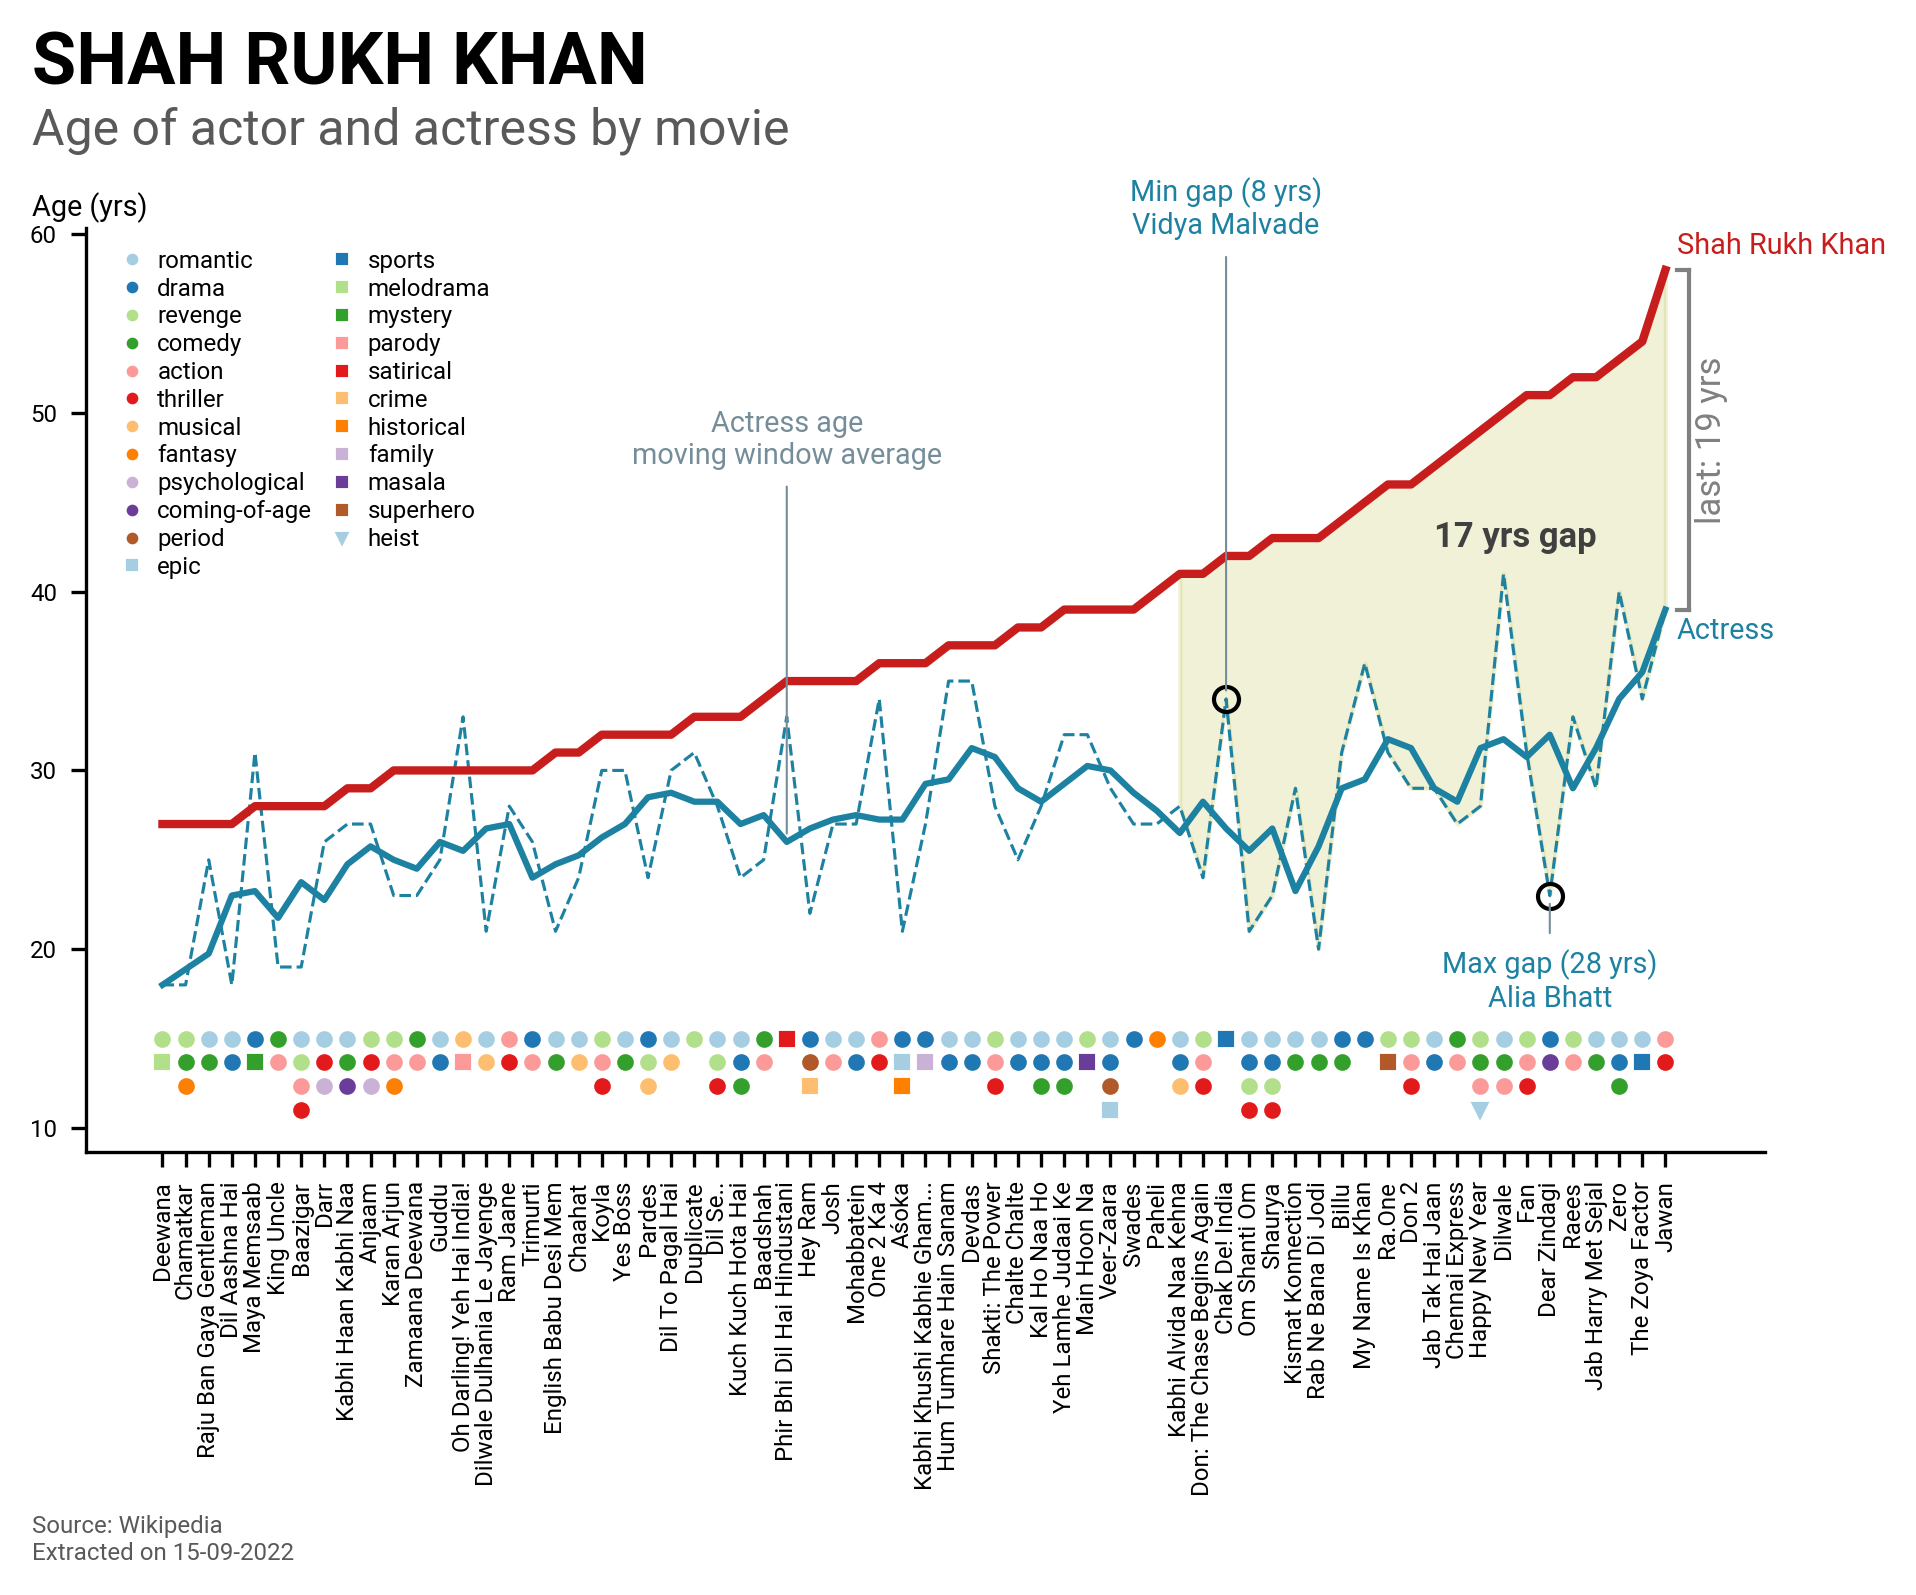 SHAH RUKH KHAN
Age of actor and actress by movie
Age (yrs)
60
50
40
30
20
10
romantic
drama
revenge
comedy
action
thriller
musical
fantasy
psychological
coming-of-age
period
epic
sports
melodrama
mystery
parody
satirical
crime
historical
family
masala
superhero
heist
Actress age
moving window average
Min gap (8 yrs)
Vidya Malvade
Shah Rukh Khan
last: 19 yrs
17 yrs gap
Actress
Max gap (28 yrs)
Alia Bhatt
Deewana
Chamatkar
Raju Ban Gaya Gentleman
Dil Aashna Hai
Maya Memsaab
King Uncle
Baazigar
Darr
Kabhi Haan Kabhi Naa
Anjaam
Karan Arjun
Zamaana Deewana
Guddu
Oh Darling! Yeh Hai India!
Dilwale Dulhania Le Jayenge
Ram Jaane
Trimurti
English Babu Desi Mem
Chaahat
Koyla
Yes Boss
Pardes
Dil To Pagal Hai
Duplicate
Dil Se..
Kuch Kuch Hota Hai
Baadshah
Phir Bhi Dil Hai Hindustani
Hey Ram
Josh
Mohabbatein
One 2 Ka 4
Asoka
Kabhi Khushi Kabhie Gham...
Hum Tumhare Hain Sanam
Devdas
Shakti: The Power
Chalte Chalte
Kal Ho Naa Ho
Yeh Lamhe Judaai Ke
Main Hoon Na
Veer-Zaara
Swades
Paheli
Kabhi Alvida Naa Kehna
Don: The Chase Begins Again
Chak De! India
Om Shanti Om
Shaurya
Kismat Konnection
Rab Ne Bana Di Jodi
Billu
My Name Is Khan
Ra.One
Don 2
Jab Tak Hai Jaan
Chennai Express
Happy New Year
Dilwale
Fan
Dear Zindagi
Raees
Jab Harry Met Sejal
Zero
The Zoya Factor
Jawan
Source: Wikipedia
Extracted on 15-09-2022